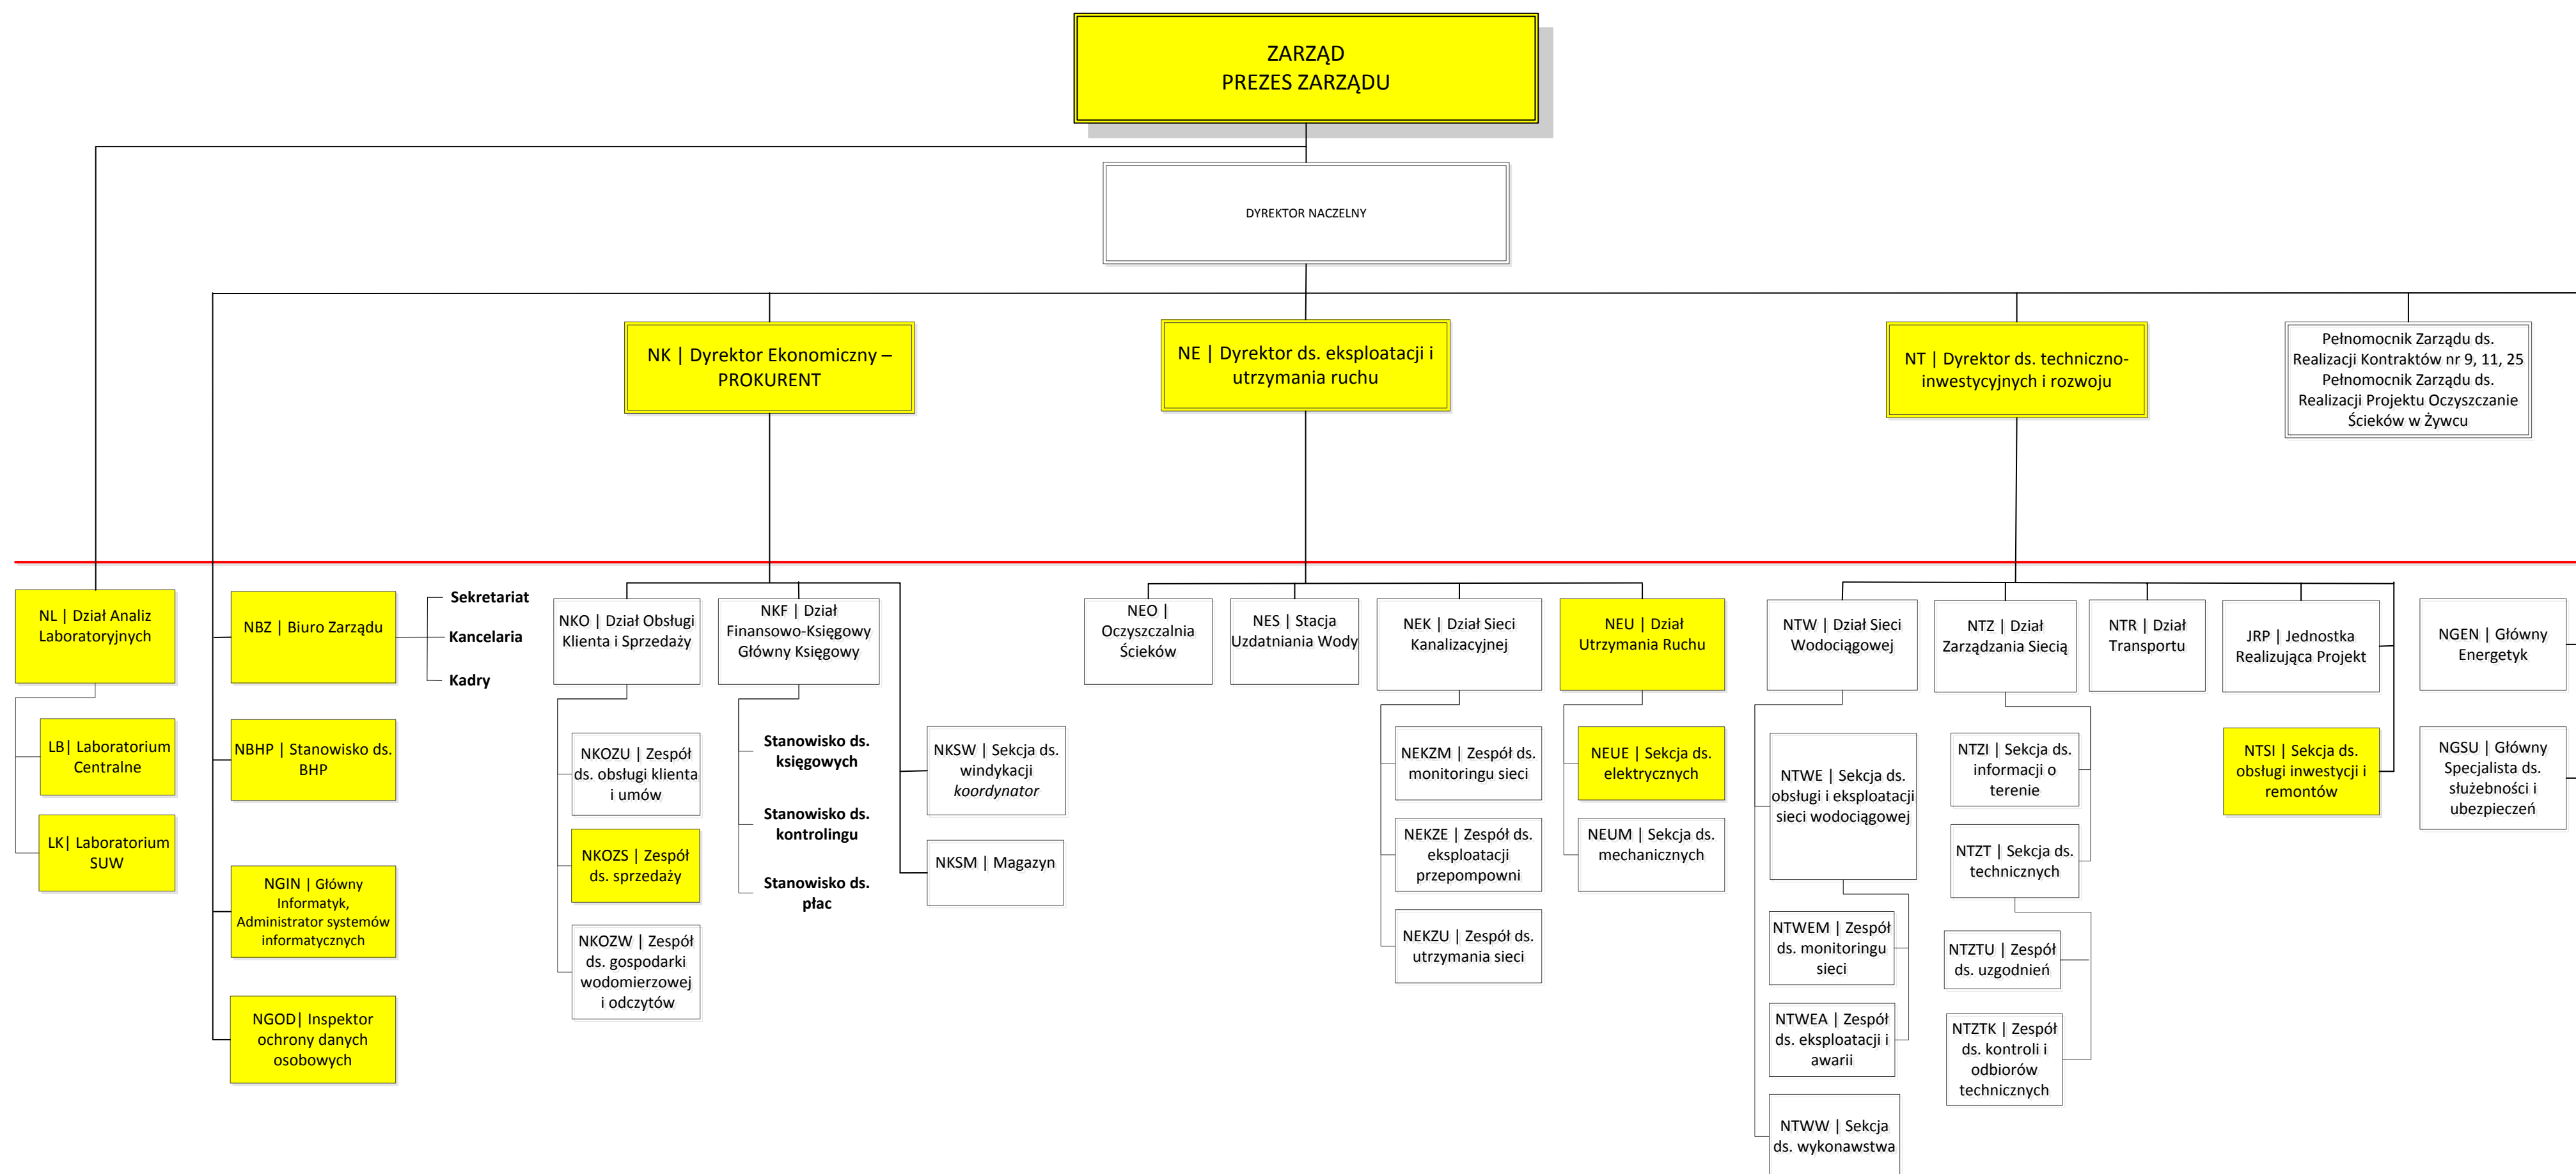 ZARZĄD
PREZES ZARZĄDU
DYREKTOR NACZELNY
NK | Dyrektor Ekonomiczny –
PROKURENT
NE | Dyrektor ds. eksploatacji i
utrzymania ruchu
NT | Dyrektor ds. techniczno-
inwestycyjnych i rozwoju
Pełnomocnik Zarządu ds.
Realizacji Kontraktów nr 9, 11, 25
Pełnomocnik Zarządu ds.
Realizacji Projektu Oczyszczanie
Ścieków w Żywcu
NL | Dział Analiz
Laboratoryjnych
LB| Laboratorium
Centralne
LK| Laboratorium
SUW
NBZ | Biuro Zarządu
Sekretariat
Kancelaria
Kadry
NBHP | Stanowisko ds.
BHP
NGIN | Główny
Informatyk,
Administrator systemów
informatycznych
NGOD| Inspektor
ochrony danych
osobowych
NKO | Dział Obsługi
Klienta i Sprzedaży
NKOZU | Zespół
ds. obsługi klienta
i umów
NKOZS | Zespół
ds. sprzedaży
NKOZW | Zespół
ds. gospodarki
wodomierzowej
i odczytów
NKF | Dział
Finansowo-Księgowy
Główny Księgowy
Stanowisko ds.
księgowych
Stanowisko ds.
kontrolingu
Stanowisko ds.
płac
NKSW | Sekcja ds.
windykacji
koordynator
NKSM | Magazyn
NEO |
Oczyszczalnia
Ścieków
NES | Stacja
Uzdatniania Wody
NEK | Dział Sieci
Kanalizacyjnej
NEKZM | Zespół ds.
monitoringu sieci
NEKZE | Zespół ds.
eksploatacji
przepompowni
NEKZU | Zespół ds.
utrzymania sieci
NEU | Dział
Utrzymania Ruchu
NEUE | Sekcja ds.
elektrycznych
NEUM | Sekcja ds.
mechanicznych
NTW | Dział Sieci
Wodociągowej
NTWE | Sekcja ds.
obsługi i eksploatacji
sieci wodociągowej
NTWEM | Zespół
ds. monitoringu
sieci
NTWEA | Zespół
ds. eksploatacji i
awarii
NTWW | Sekcja
ds. wykonawstwa
NTZ | Dział
Zarządzania Siecią
NTZI | Sekcja ds.
informacji o
terenie
NTZT | Sekcja ds.
technicznych
NTZTU | Zespół
ds. uzgodnień
NTZTK | Zespół
ds. kontroli i
odbiorów
technicznych
NTR | Dział
Transportu
JRP | Jednostka
Realizująca Projekt
NTSI | Sekcja ds.
obsługi inwestycji i
remontów
NGEN | Główny
Energetyk
NGSU | Główny
Specjalista ds.
służebności i
ubezpieczeń